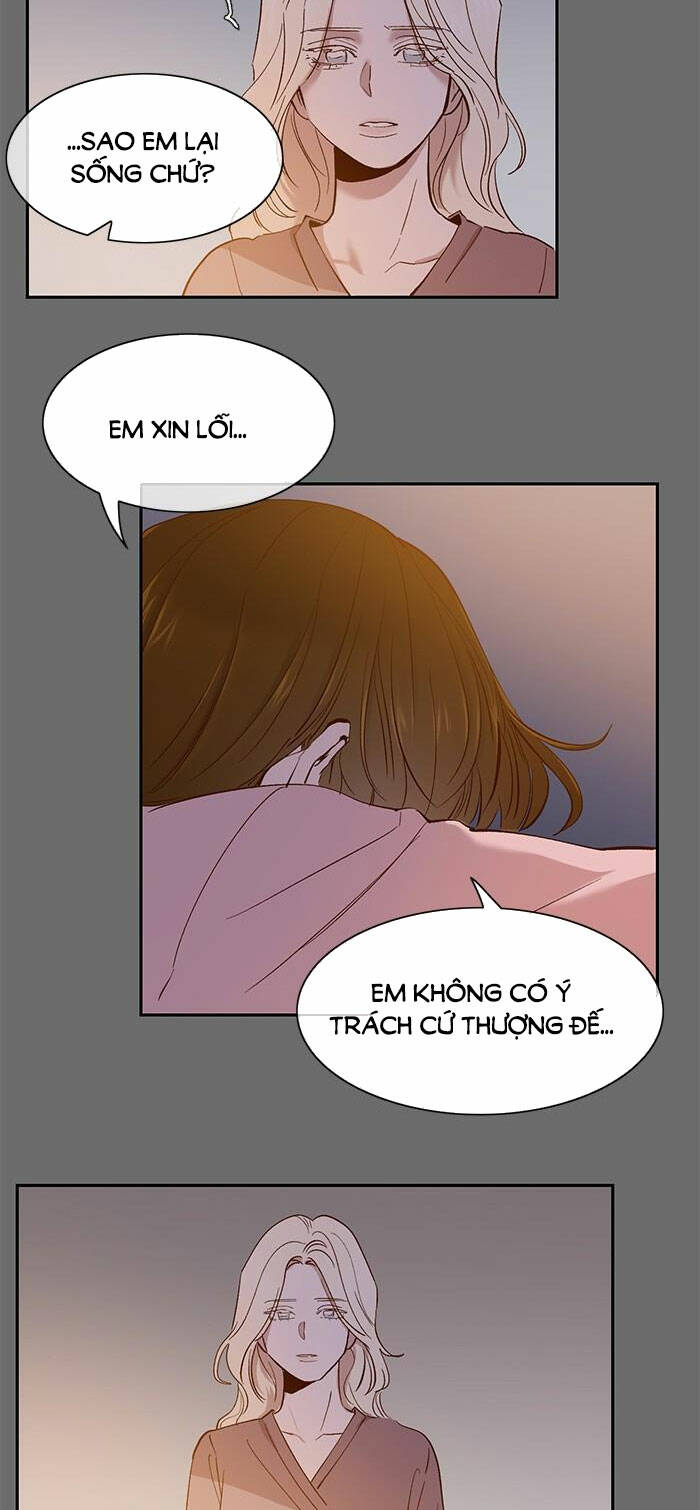 ...SAO EM LẠI
SỐNG CHỨ?
EM XIN LỖI...
EM KHÔNG CÓ Ý
TRÁCH CỨ THƯỢNG ĐẾ...